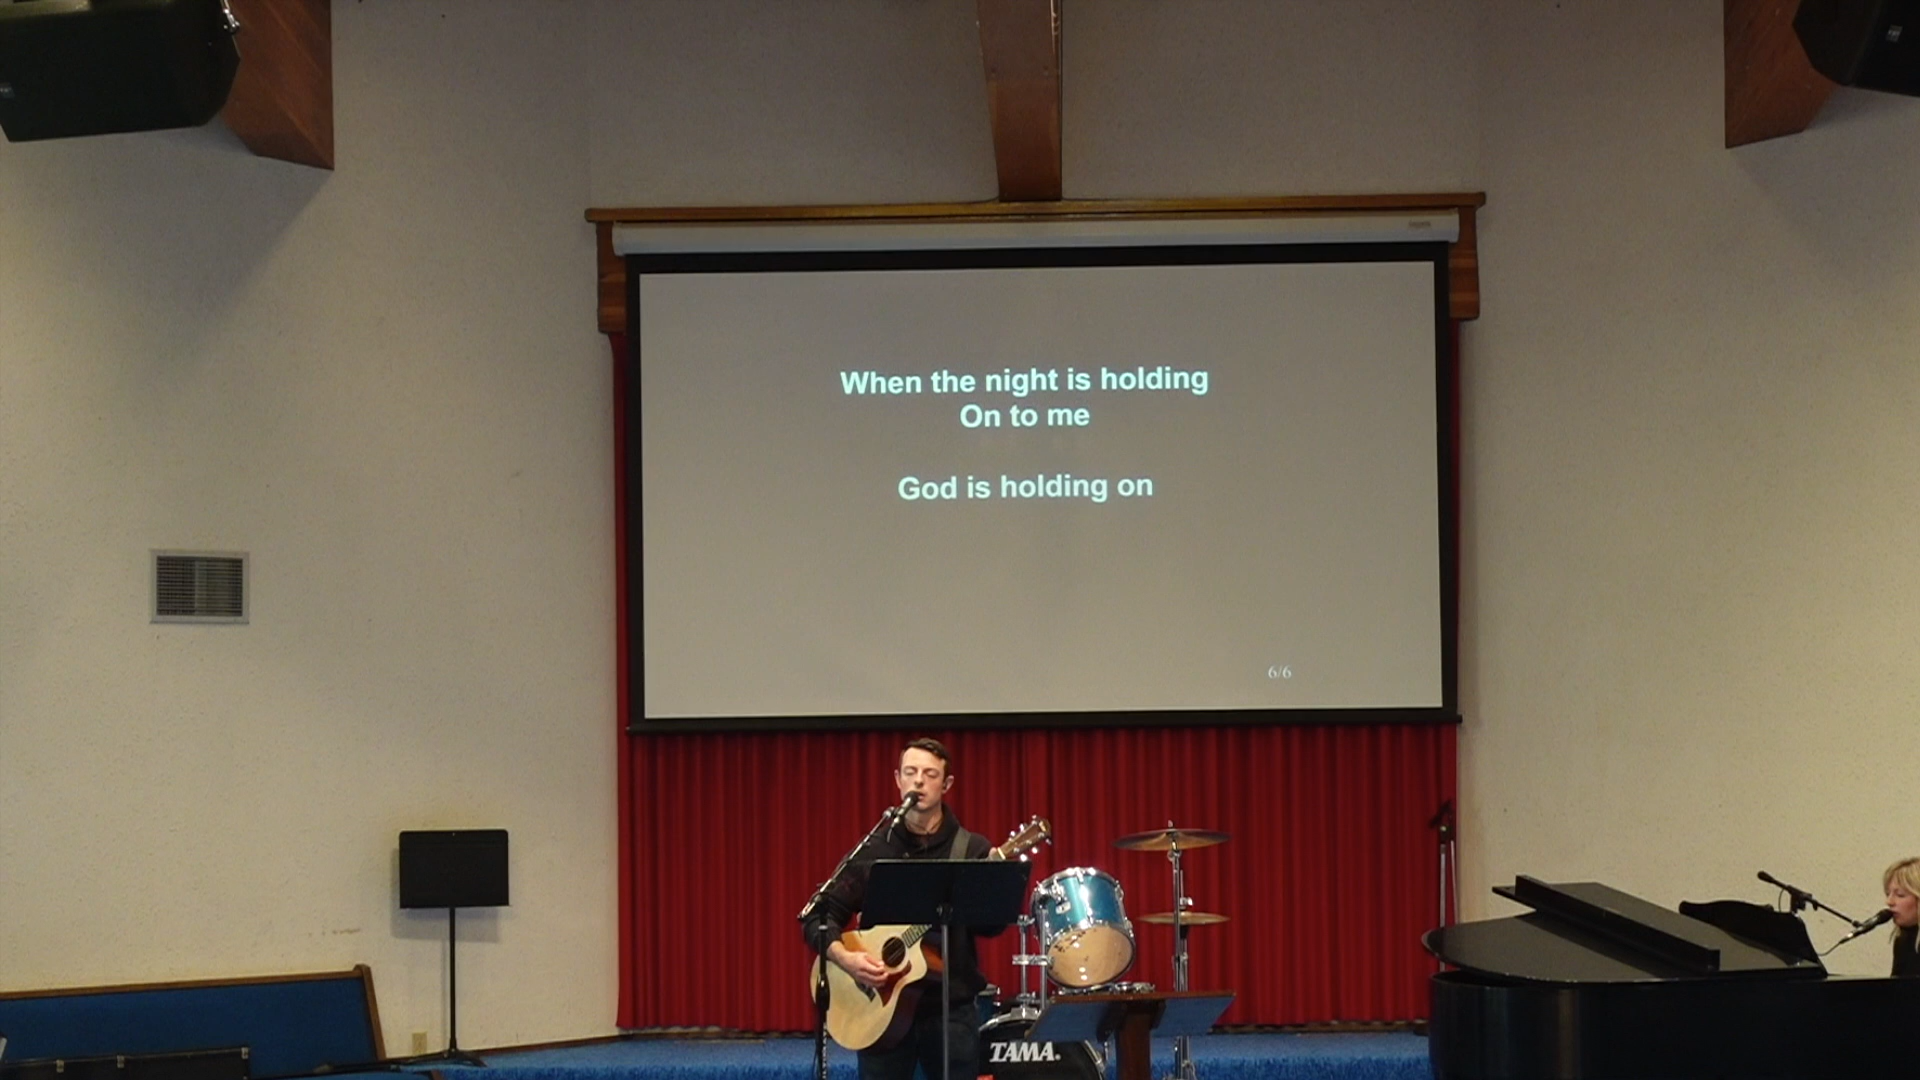 When the night is holding
On to me
God is holding on
6/6
TAMA.